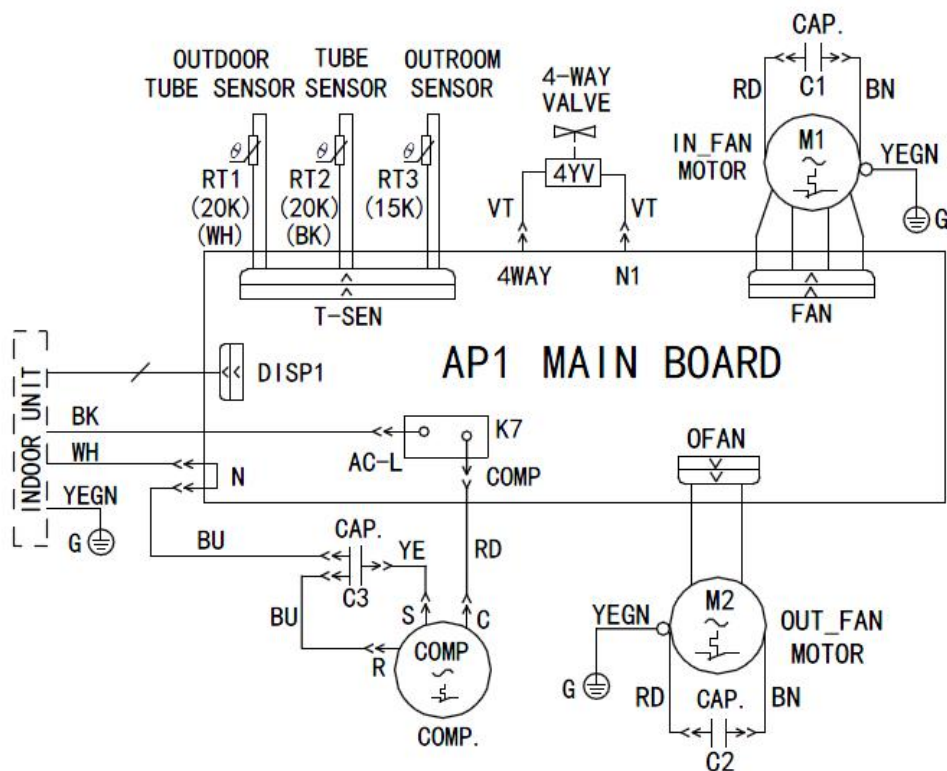 CAP.
OUTDOOR
TUBE SENSOR
TUBE
SENSOR
OUTROOM
SENSOR
4-WAY
VALVE
RD
C1
BN
θ
θ
θ
RT1
(20K)
(WH)
RT2
(20K)
(BK)
RT3
(15K)
4YV
VT
VT
IN_FAN
MOTOR
M1
YEGN
G
4WAY
N1
T-SEN
FAN
INDOOR UNIT
DISP1
AP1 MAIN BOARD
BK
AC-L
K7
COMP
WH
N
YEGN
G
OFAN
BU
CAP.
YE
RD
C3
BU
S
C
R
COMP
COMP.
YEGN
M2
OUT_FAN
MOTOR
G
RD
CAP.
BN
C2